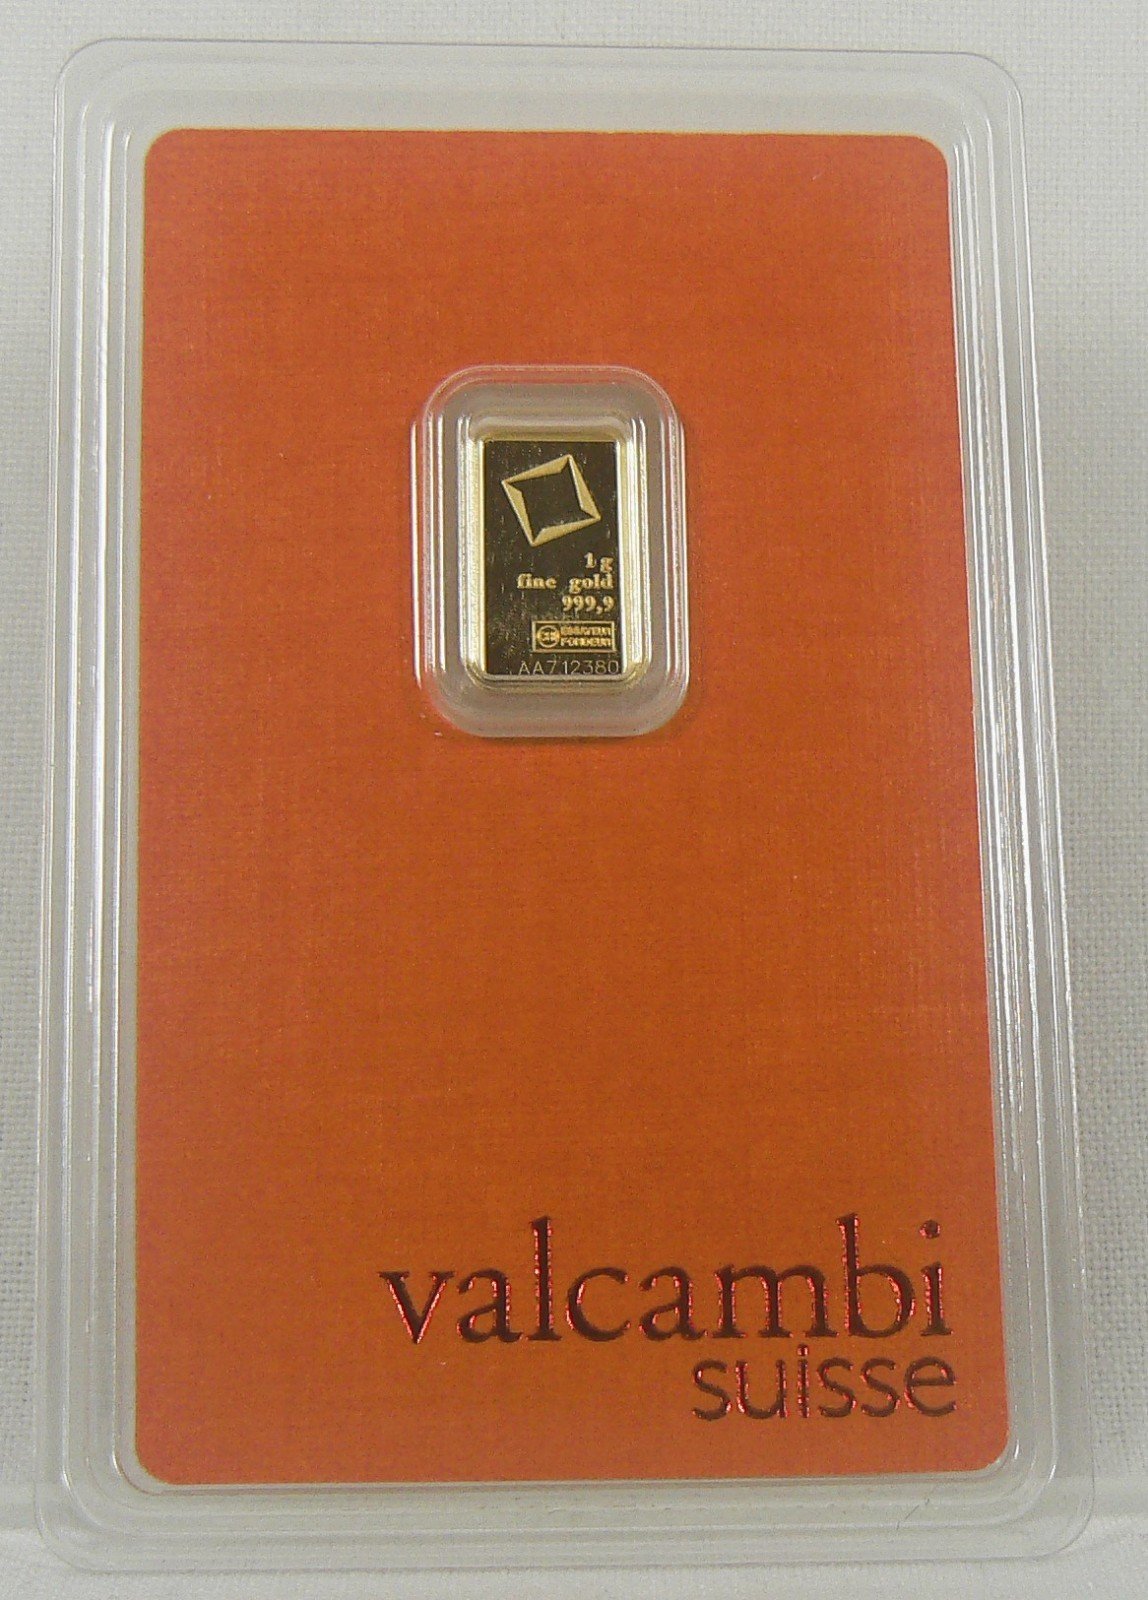 1 g
fine gold
999,9
ESSAYEUR
FONDEUR
AA712380
valcambi
suisse